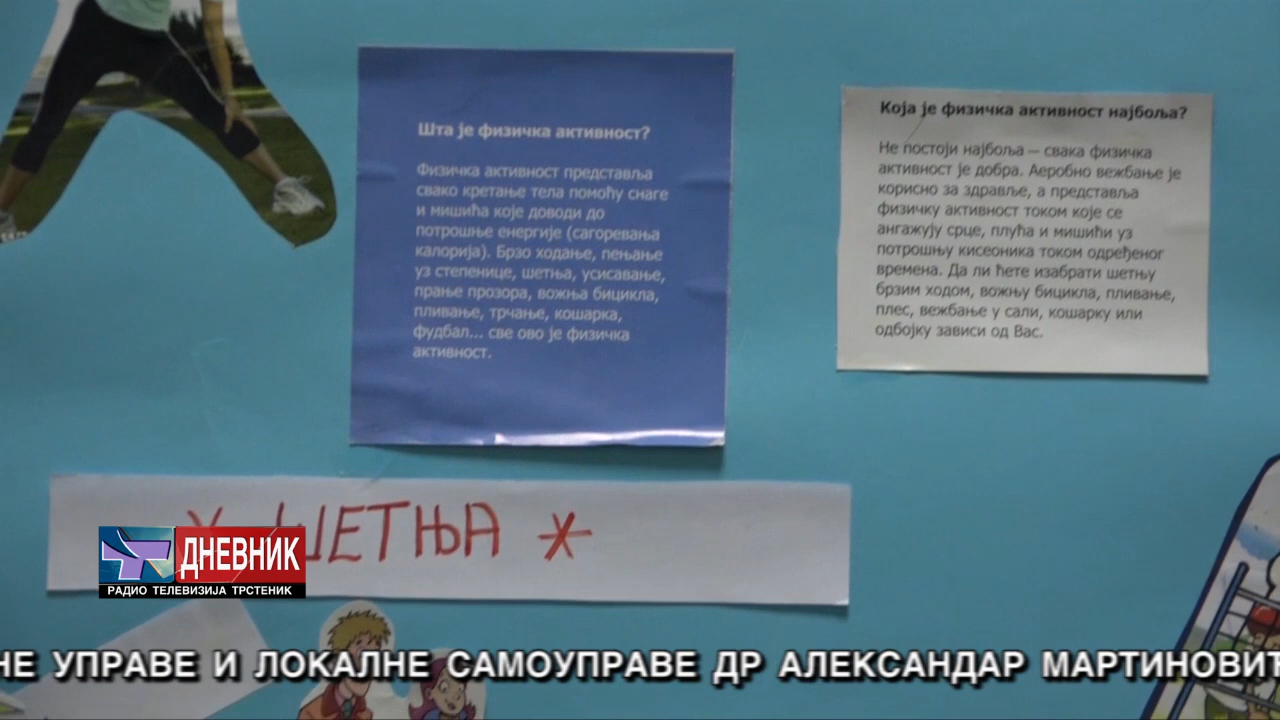 Шта је физичка активност?
Физичка активност представља
свако кретање тела помоћу снаге
и мишића које доводи до
потрошње енергије (сагоревања
калорија). Брзо ходање, пењање
уз степенице, шетња, усисавање,
прање прозора, вожња бицикла,
пливање, трчање, кошарка,
фудбал... све ово је физичка
активност.
Која је физичка активност најбоља?
Не постоји најбоља – свака физичка
активност је добра. Аеробно вежбање је
корисно за здравље, а представља
физичку активност током које се
ангажују срце, плућа и мишићи уз
потрошњу кисеоника током одређеног
времена. Да ли ћете изабрати шетњу
брзим ходом, вожњу бицикла, пливање,
плес, вежбање у сали, кошарку или
одбојку зависи од Вас.
* ШЕТЊА *
ДНЕВНИК
РАДИО ТЕЛЕВИЗИЈА ТРСТЕНИК
НЕ УПРАВЕ И ЛОКАЛНЕ САМОУПРАВЕ ДР АЛЕКСАНДАР МАРТИНОВИЋ